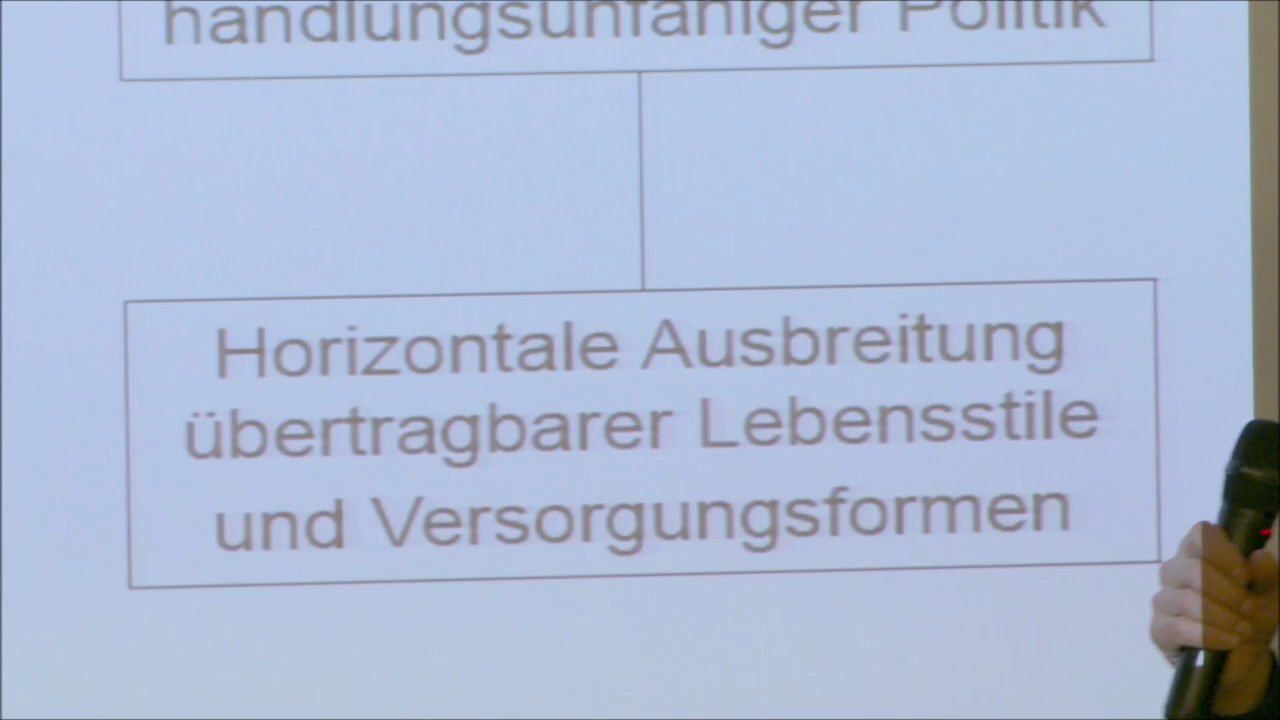 handlungsunfähiger Politik
Horizontale Ausbreitung
übertragbarer Lebensstile
und Versorgungsformen